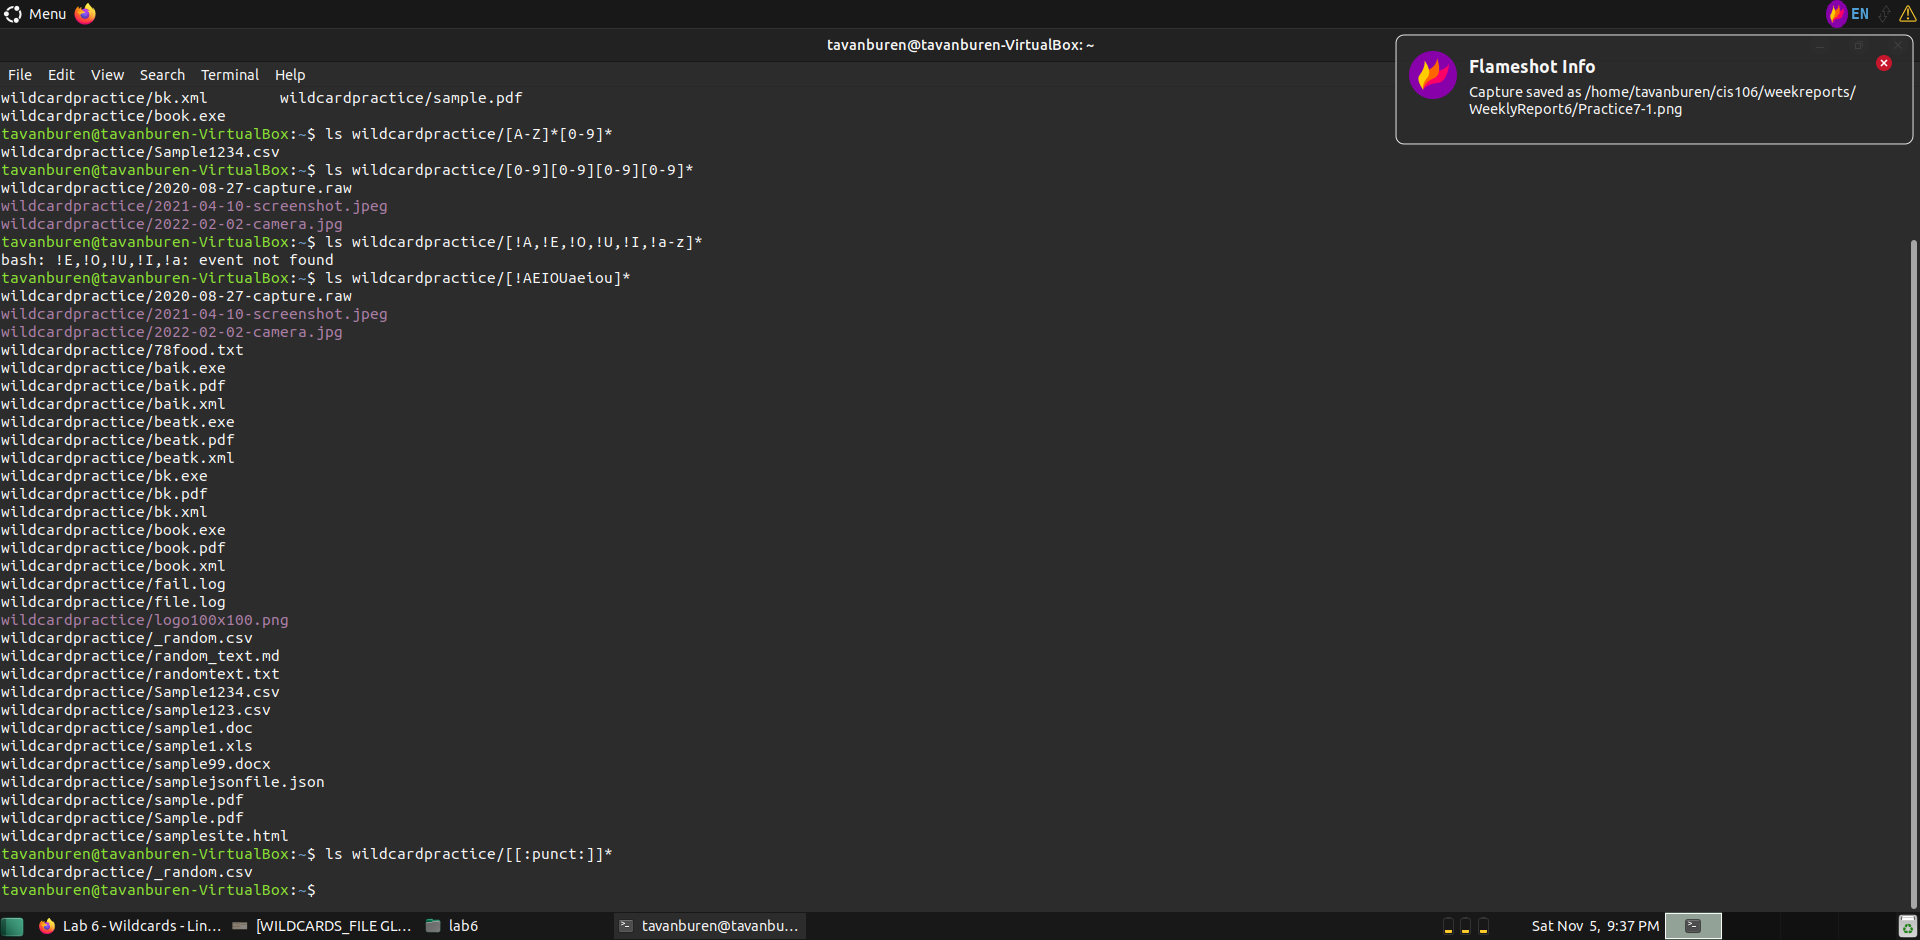 Menu
EN
tavanburen@tavanburen-VirtualBox: ~
Flameshot Info
Capture saved as /home/tavanburen/cis106/weekreports/
WeeklyReport6/Practice7-1.png
File Edit View Search Terminal Help
wildcardpractice/bk.xml        wildcardpractice/sample.pdf
wildcardpractice/book.exe
tavanburen@tavanburen-VirtualBox:~$ ls wildcardpractice/[A-Z]*[0-9]*
wildcardpractice/Sample1234.csv
tavanburen@tavanburen-VirtualBox:~$ ls wildcardpractice/[0-9][0-9][0-9][0-9]*
wildcardpractice/2020-08-27-capture.raw
wildcardpractice/2021-04-10-screenshot.jpeg
wildcardpractice/2022-02-02-camera.jpg
tavanburen@tavanburen-VirtualBox:~$ ls wildcardpractice/[!A,!E,!O,!U,!I,!a-z]*
bash: !E,!O,!U,!I,!a: event not found
tavanburen@tavanburen-VirtualBox:~$ ls wildcardpractice/[!AEIOUaeiou]*
wildcardpractice/2020-08-27-capture.raw
wildcardpractice/2021-04-10-screenshot.jpeg
wildcardpractice/2022-02-02-camera.jpg
wildcardpractice/78food.txt
wildcardpractice/baik.exe
wildcardpractice/baik.pdf
wildcardpractice/baik.xml
wildcardpractice/beatk.exe
wildcardpractice/beatk.pdf
wildcardpractice/beatk.xml
wildcardpractice/bk.exe
wildcardpractice/bk.pdf
wildcardpractice/bk.xml
wildcardpractice/book.exe
wildcardpractice/book.pdf
wildcardpractice/book.xml
wildcardpractice/fail.log
wildcardpractice/file.log
wildcardpractice/logo100x100.png
wildcardpractice/_random.csv
wildcardpractice/random_text.md
wildcardpractice/randomtext.txt
wildcardpractice/Sample1234.csv
wildcardpractice/sample123.csv
wildcardpractice/sample1.doc
wildcardpractice/sample1.xls
wildcardpractice/sample99.docx
wildcardpractice/samplejsonfile.json
wildcardpractice/sample.pdf
wildcardpractice/Sample.pdf
wildcardpractice/samplesite.html
tavanburen@tavanburen-VirtualBox:~$ ls wildcardpractice/[[:punct:]]*
wildcardpractice/_random.csv
tavanburen@tavanburen-VirtualBox:~$
Lab 6 - Wildcards - Lin... [WILDCARDS_FILE GL... lab6 tavanburen@tavanbu... Sat Nov 5, 9:37 PM